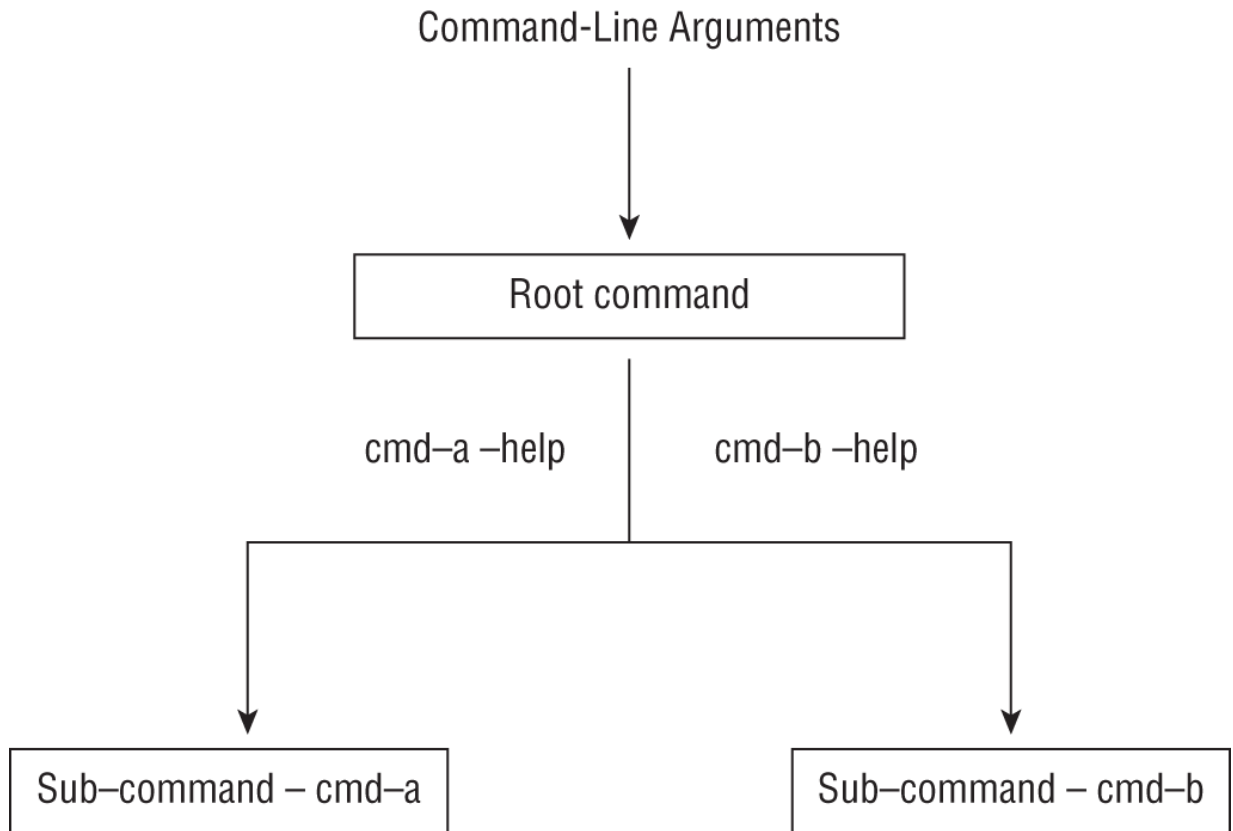 Command-Line Arguments
Root command
cmd–a –help
cmd–b –help
Sub–command – cmd–a
Sub–command – cmd–b